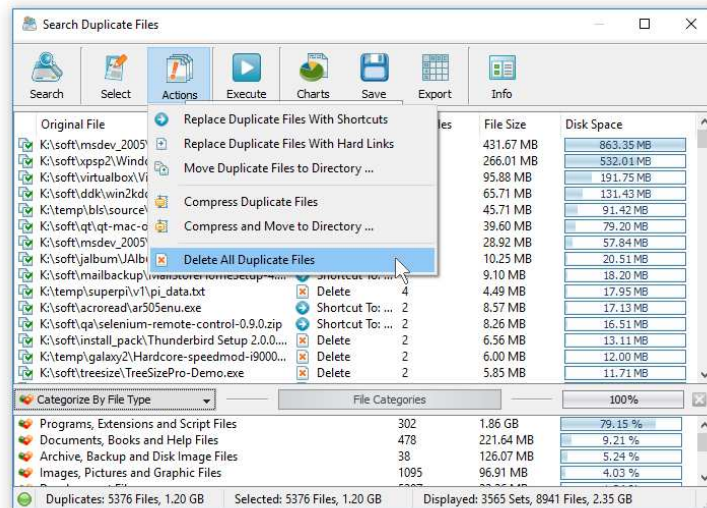 Search Duplicate Files
Search Select Actions Execute Charts Save Export Info
Original File File Size Disk Space
Replace Duplicate Files With Shortcuts
Replace Duplicate Files With Hard Links
Move Duplicate Files to Directory ...
Compress Duplicate Files
Compress and Move to Directory ...
Delete All Duplicate Files
K:\soft\msdev_2005 431.67 MB 863.35 MB
K:\soft\xpsp2\Windo 266.01 MB 532.01 MB
K:\soft\virtualbox\Vi 95.88 MB 191.75 MB
K:\soft\ddk\win2kdd 65.71 MB 131.43 MB
K:\temp\bls\source\ 45.71 MB 91.42 MB
K:\soft\qt\qt-mac-o 39.60 MB 79.20 MB
K:\soft\msdev_2005 28.92 MB 57.84 MB
K:\soft\jalbum\JAlbu 10.25 MB 20.51 MB
K:\soft\mailbackup\MailStoreHomeSetup-4.... Shortcut To: ... 2 9.10 MB 18.20 MB
K:\temp\superpi\v1\pi_data.txt Delete 4 4.49 MB 17.95 MB
K:\soft\acroread\ar505enu.exe Shortcut To: ... 2 8.57 MB 17.13 MB
K:\soft\qa\selenium-remote-control-0.9.0.zip Shortcut To: ... 2 8.26 MB 16.51 MB
K:\soft\install_pack\Thunderbird Setup 2.0.0.... Delete 2 6.56 MB 13.11 MB
K:\temp\galaxy2\Hardcore-speedmod-i9000... Delete 2 6.00 MB 12.00 MB
K:\soft\treesize\TreeSizePro-Demo.exe Delete 2 5.85 MB 11.71 MB
Categorize By File Type File Categories 100%
Programs, Extensions and Script Files 302 1.86 GB 79.15 %
Documents, Books and Help Files 478 221.64 MB 9.21 %
Archive, Backup and Disk Image Files 38 126.07 MB 5.24 %
Images, Pictures and Graphic Files 1095 96.91 MB 4.03 %
Duplicates: 5376 Files, 1.20 GB Selected: 5376 Files, 1.20 GB Displayed: 3565 Sets, 8941 Files, 2.35 GB